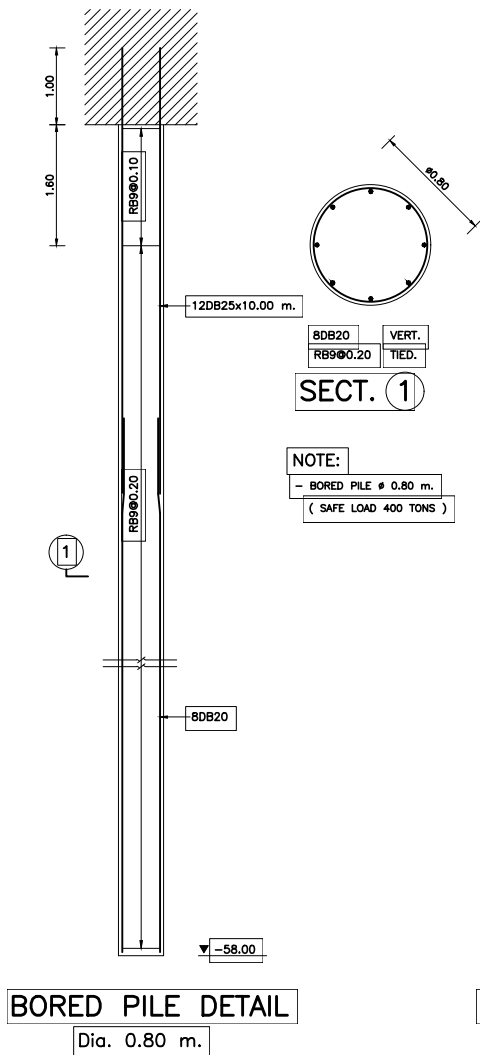 1.00
1.60
RB9@0.10
ø0.80
12DB25x10.00 m.
8DB20 VERT.
RB9@0.20 TIED.
SECT. 1
NOTE:
- BORED PILE ø 0.80 m.
( SAFE LOAD 400 TONS )
RB9@0.20
1
8DB20
-58.00
BORED PILE DETAIL
Dia. 0.80 m.